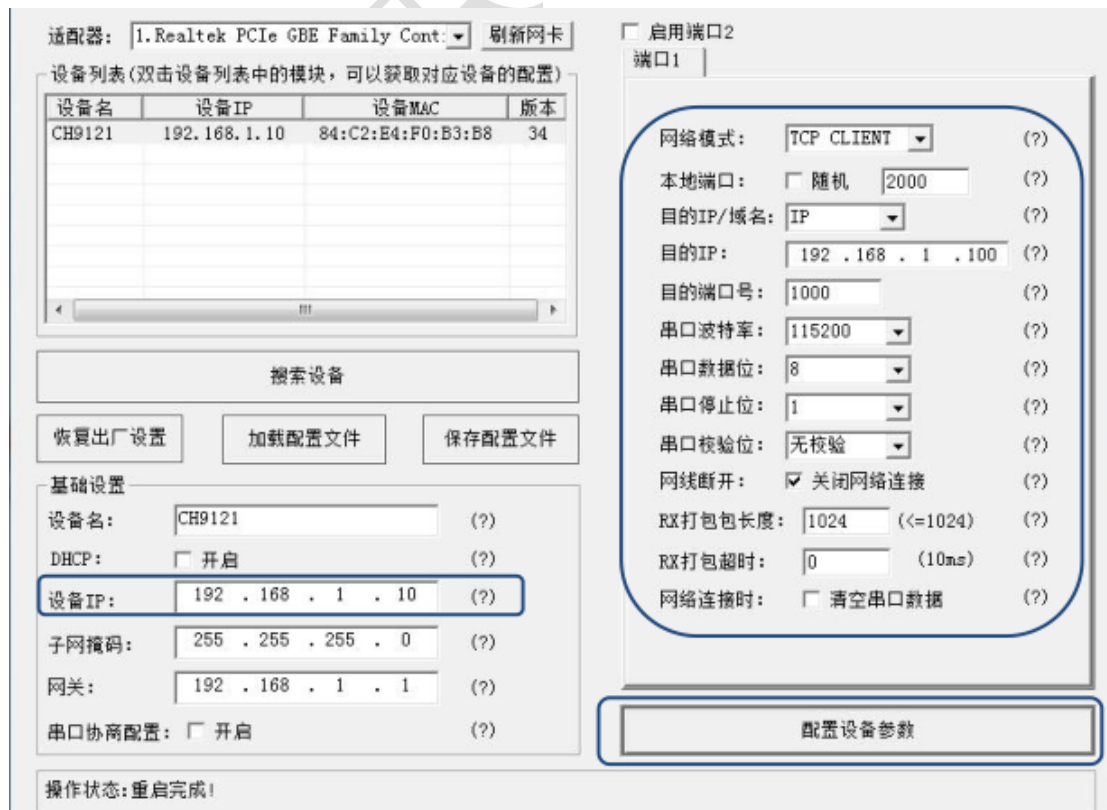 适配器: 1.Realtek PCIe GBE Family Cont: 刷新网卡
设备列表(双击设备列表中的模块，可以获取对应设备的配置)
设备名 设备IP 设备MAC 版本
CH9121 192.168.1.10 84:C2:E4:F0:B3:B8 34
搜索设备
恢复出厂设置 加载配置文件 保存配置文件
基础设置
设备名: CH9121 (?)
DHCP: 开启 (?)
设备IP: 192 . 168 . 1 . 10 (?)
子网掩码: 255 . 255 . 255 . 0 (?)
网关: 192 . 168 . 1 . 1 (?)
串口协商配置: 开启 (?)
启用端口2
端口1
网络模式: TCP CLIENT (?)
本地端口: 随机 2000 (?)
目的IP/域名: IP (?)
目的IP: 192 . 168 . 1 . 100 (?)
目的端口号: 1000 (?)
串口波特率: 115200 (?)
串口数据位: 8 (?)
串口停止位: 1 (?)
串口校验位: 无校验 (?)
网线断开: 关闭网络连接 (?)
RX打包包长度: 1024 (<=1024) (?)
RX打包超时: 0 (10ms) (?)
网络连接时: 清空串口数据 (?)
配置设备参数
操作状态:重启完成!